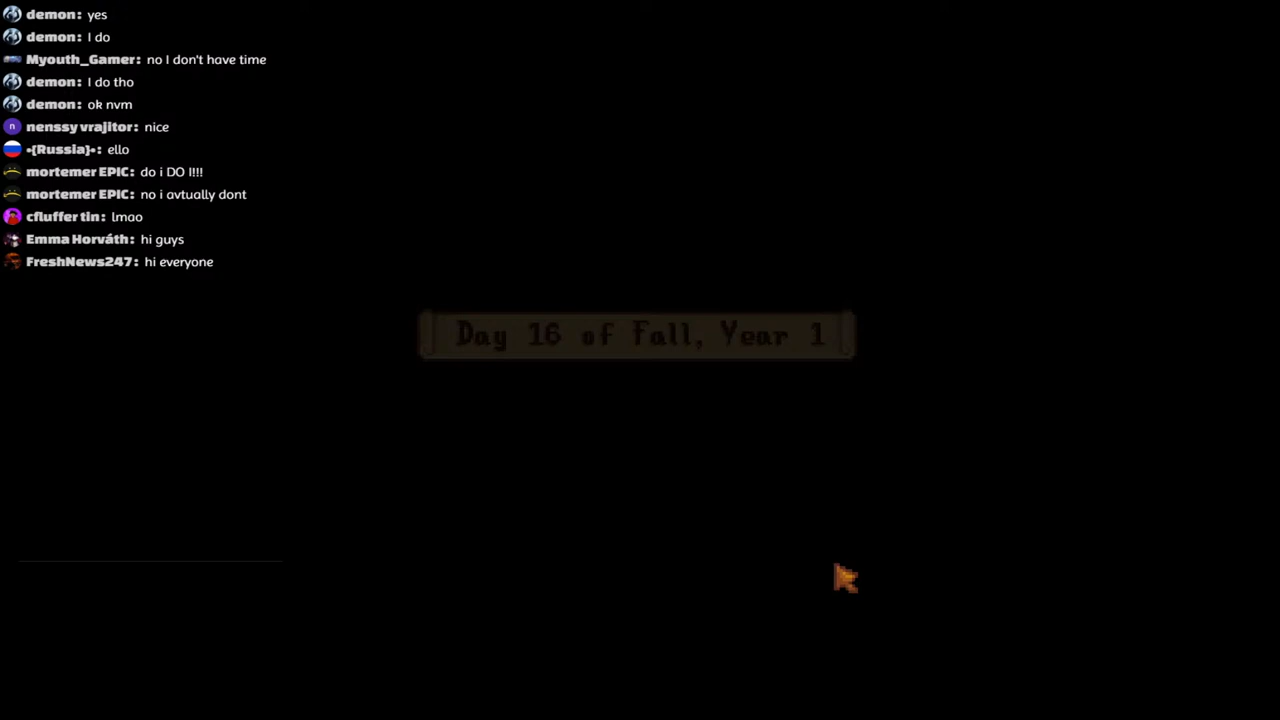 demon: yes
demon: I do
Myouth_Gamer: no I don't have time
demon: I do tho
demon: ok nvm
n nenssy vrajitor: nice
•{Russia}•: ello
mortemer EPIC: do i DO I!!!
mortemer EPIC: no i avtually dont
cfluffer tin: lmao
Emma Horváth: hi guys
FreshNews247: hi everyone
Day 16 of Fall, Year 1